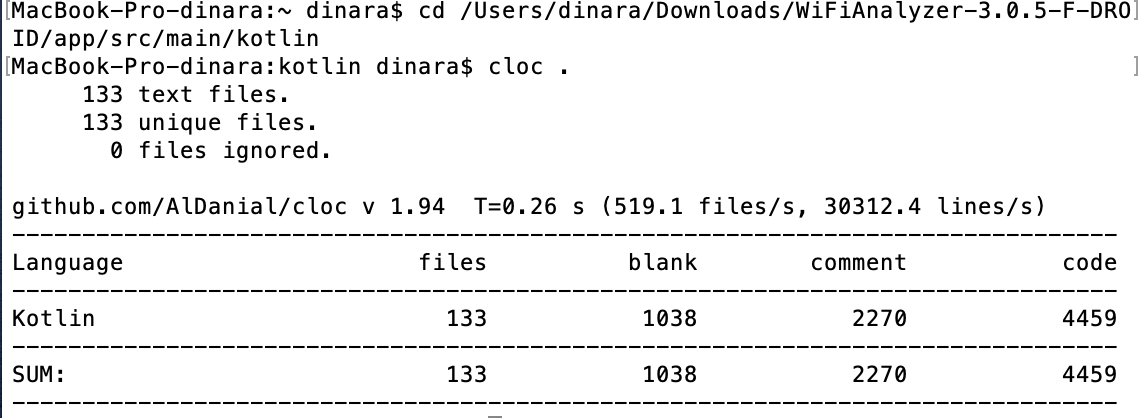 [MacBook-Pro-dinara:~ dinara$ cd /Users/dinara/Downloads/WiFiAnalyzer-3.0.5-F-DRO]
ID/app/src/main/kotlin
[MacBook-Pro-dinara:kotlin dinara$ cloc . ]
133 text files.
133 unique files.
0 files ignored.
github.com/AlDanial/cloc v 1.94  T=0.26 s (519.1 files/s, 30312.4 lines/s)
-------------------------------------------------------------------------------
Language files blank comment code
-------------------------------------------------------------------------------
Kotlin 133 1038 2270 4459
-------------------------------------------------------------------------------
SUM: 133 1038 2270 4459
-------------------------------------------------------------------------------